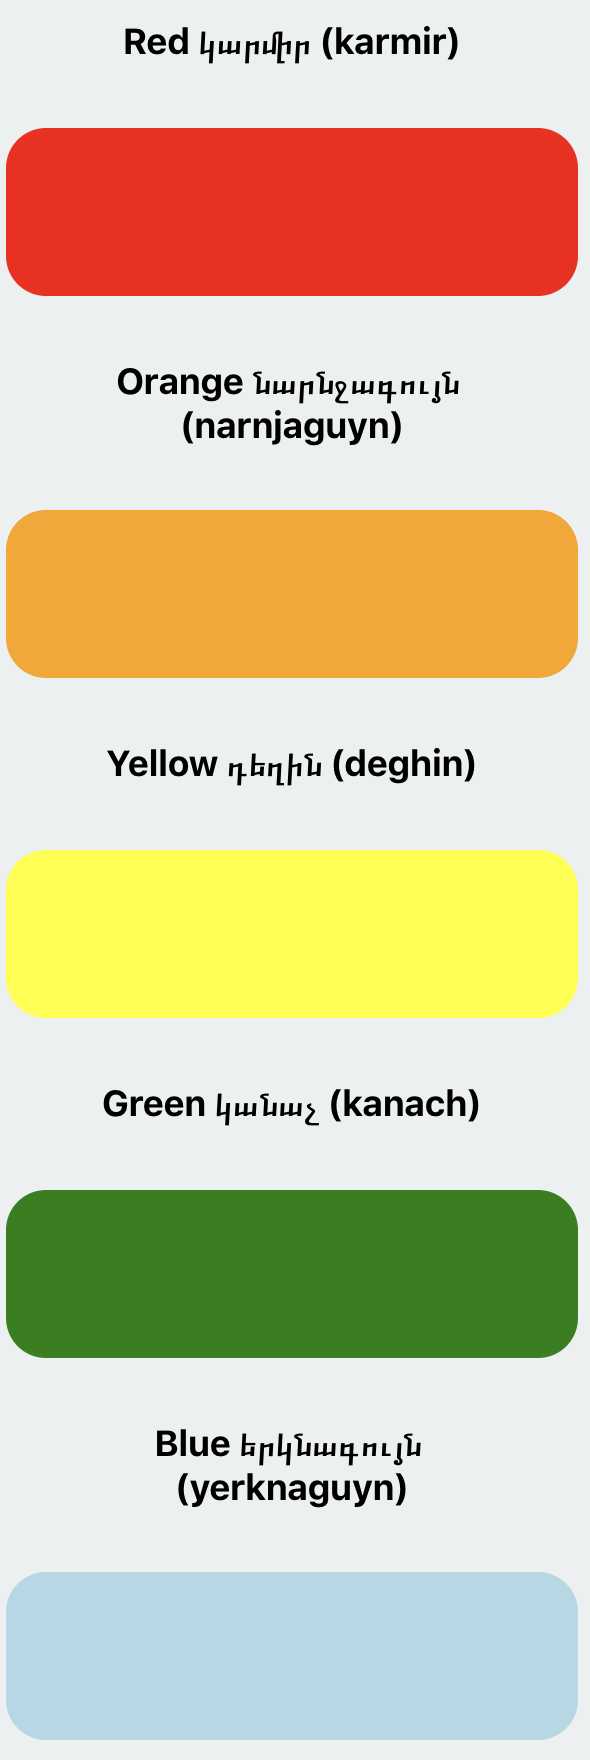 Red կարմիր (karmir)
Orange նարնջագույն
(narnjaguyn)
Yellow դեղին (deghin)
Green կանաչ (kanach)
Blue երկնագույն
(yerknaguyn)